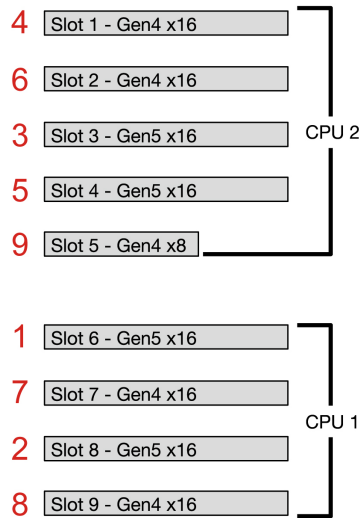 4 Slot 1 - Gen4 x16
6 Slot 2 - Gen4 x16
3 Slot 3 - Gen5 x16
CPU 2
5 Slot 4 - Gen5 x16
9 Slot 5 - Gen4 x8
1 Slot 6 - Gen5 x16
7 Slot 7 - Gen4 x16
CPU 1
2 Slot 8 - Gen5 x16
8 Slot 9 - Gen4 x16